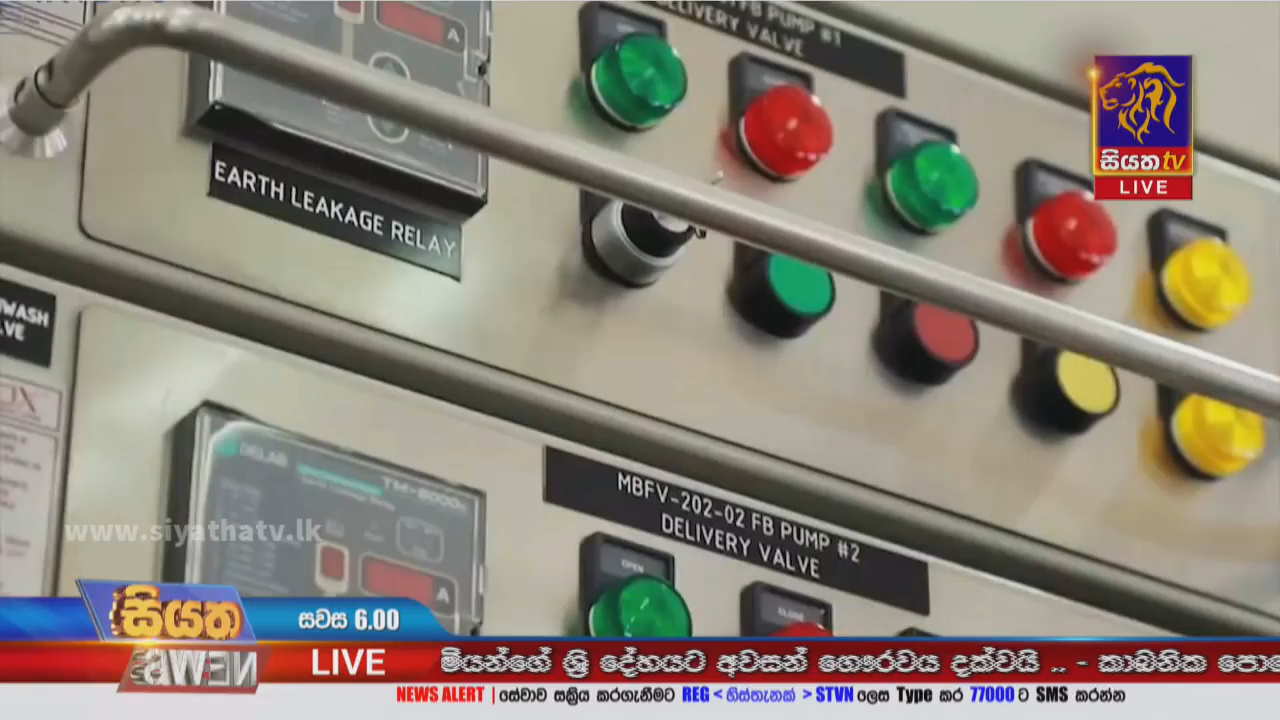 FB PUMP #1
DELIVERY VALVE
A
EARTH LEAKAGE RELAY
සියත tv
LIVE
WASH
DELAB
TM-8000
MBFV-202-02 FB PUMP #2
DELIVERY VALVE
www.siyathatv.lk
OPEN
CLOSE
A
සියත
සවස 6.00
NEWS
LIVE
මියන්ගේ ශ්‍රී දේහයට අවසන් ගෞරවය දක්වයි .. - කාබනික
NEWS ALERT | සේවාව සක්‍රිය කරගැනීමට REG < හිස්තැනක් > STVN ලෙස Type කර 77000 ට SMS කරන්න